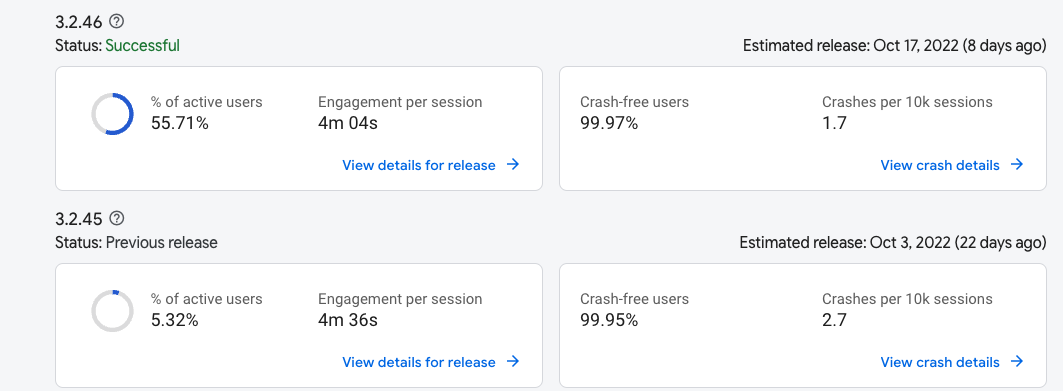 3.2.46
Status: Successful
Estimated release: Oct 17, 2022 (8 days ago)
% of active users
55.71%
Engagement per session
4m 04s
View details for release
Crash-free users
99.97%
Crashes per 10k sessions
1.7
View crash details
3.2.45
Status: Previous release
Estimated release: Oct 3, 2022 (22 days ago)
% of active users
5.32%
Engagement per session
4m 36s
View details for release
Crash-free users
99.95%
Crashes per 10k sessions
2.7
View crash details